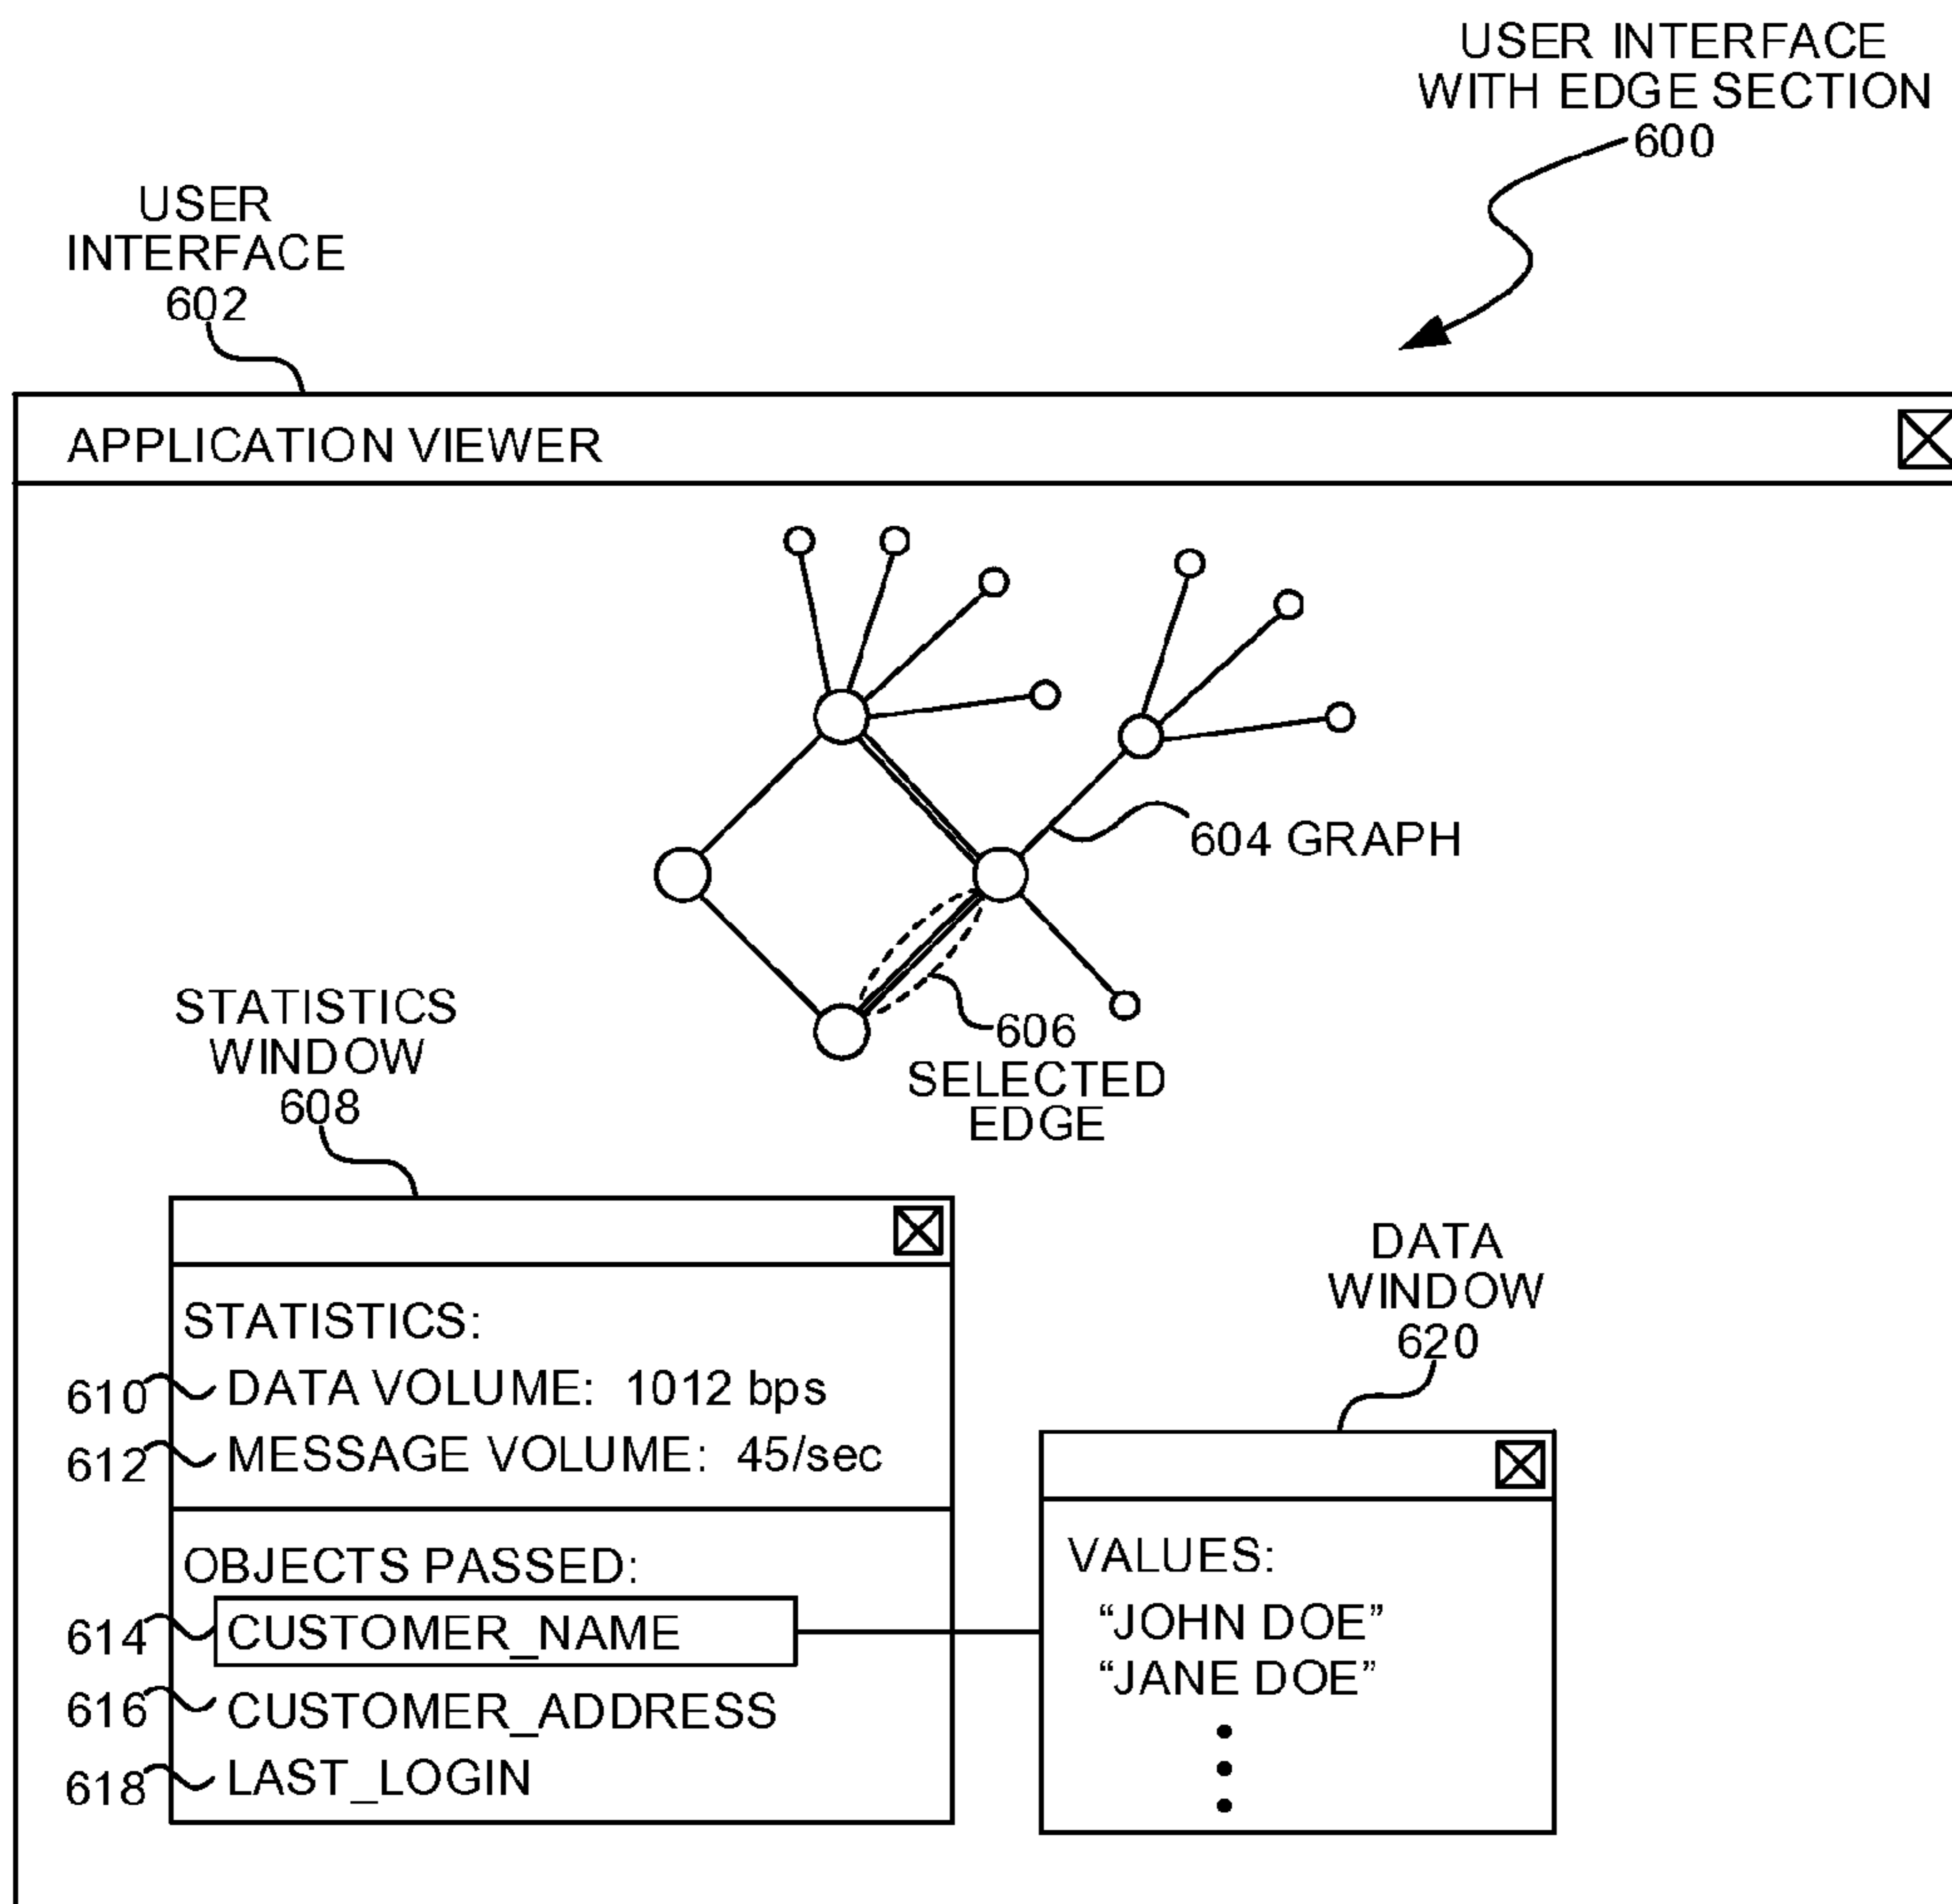 USER INTERFACE
WITH EDGE SECTION
600
USER
INTERFACE
602
APPLICATION VIEWER
604 GRAPH
606
SELECTED
EDGE
STATISTICS
WINDOW
608
STATISTICS:
610 DATA VOLUME: 1012 bps
612 MESSAGE VOLUME: 45/sec
OBJECTS PASSED:
614 CUSTOMER_NAME
616 CUSTOMER_ADDRESS
618 LAST_LOGIN
DATA
WINDOW
620
VALUES:
“JOHN DOE”
“JANE DOE”